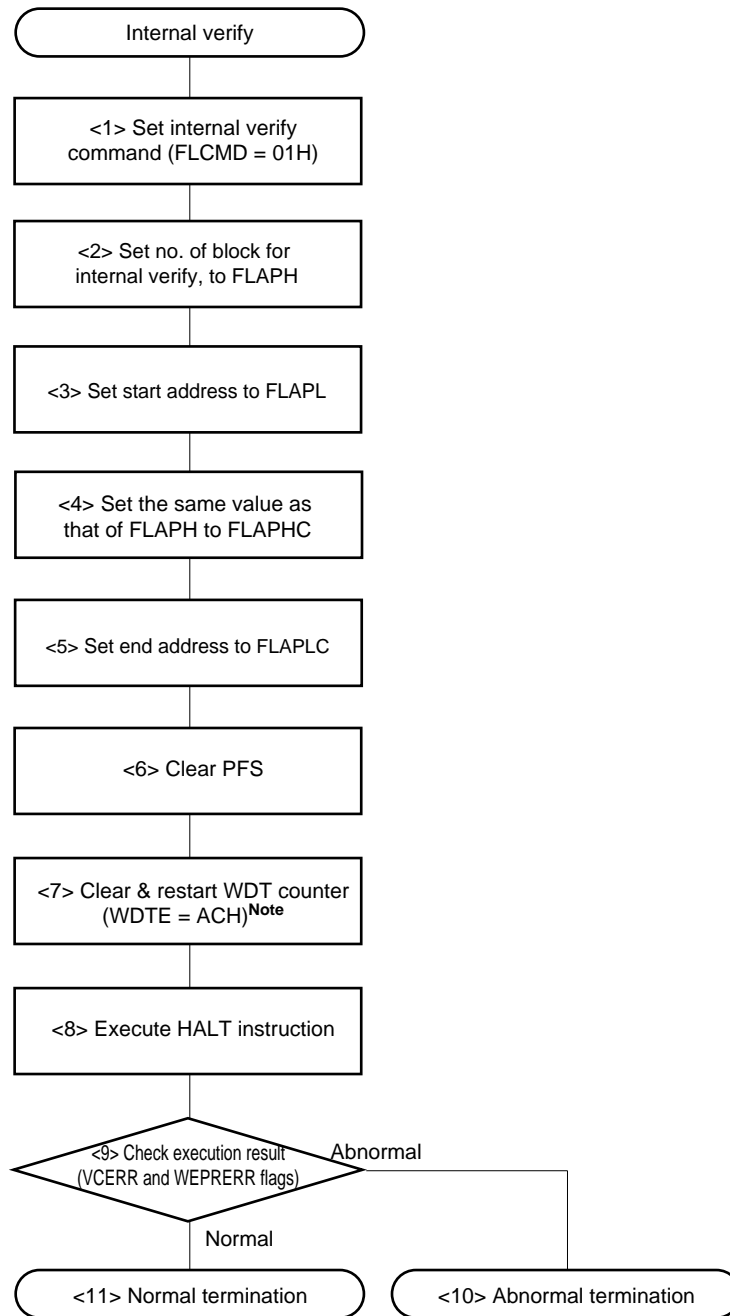 Internal verify
<1> Set internal verify
command (FLCMD = 01H)
<2> Set no. of block for
internal verify, to FLAPH
<3> Set start address to FLAPL
<4> Set the same value as
that of FLAPH to FLAPHC
<5> Set end address to FLAPLC
<6> Clear PFS
<7> Clear & restart WDT counter
(WDTE = ACH)Note
<8> Execute HALT instruction
<9> Check execution result
(VCERR and WEPRERR flags)
Abnormal
Normal
<11> Normal termination
<10> Abnormal termination